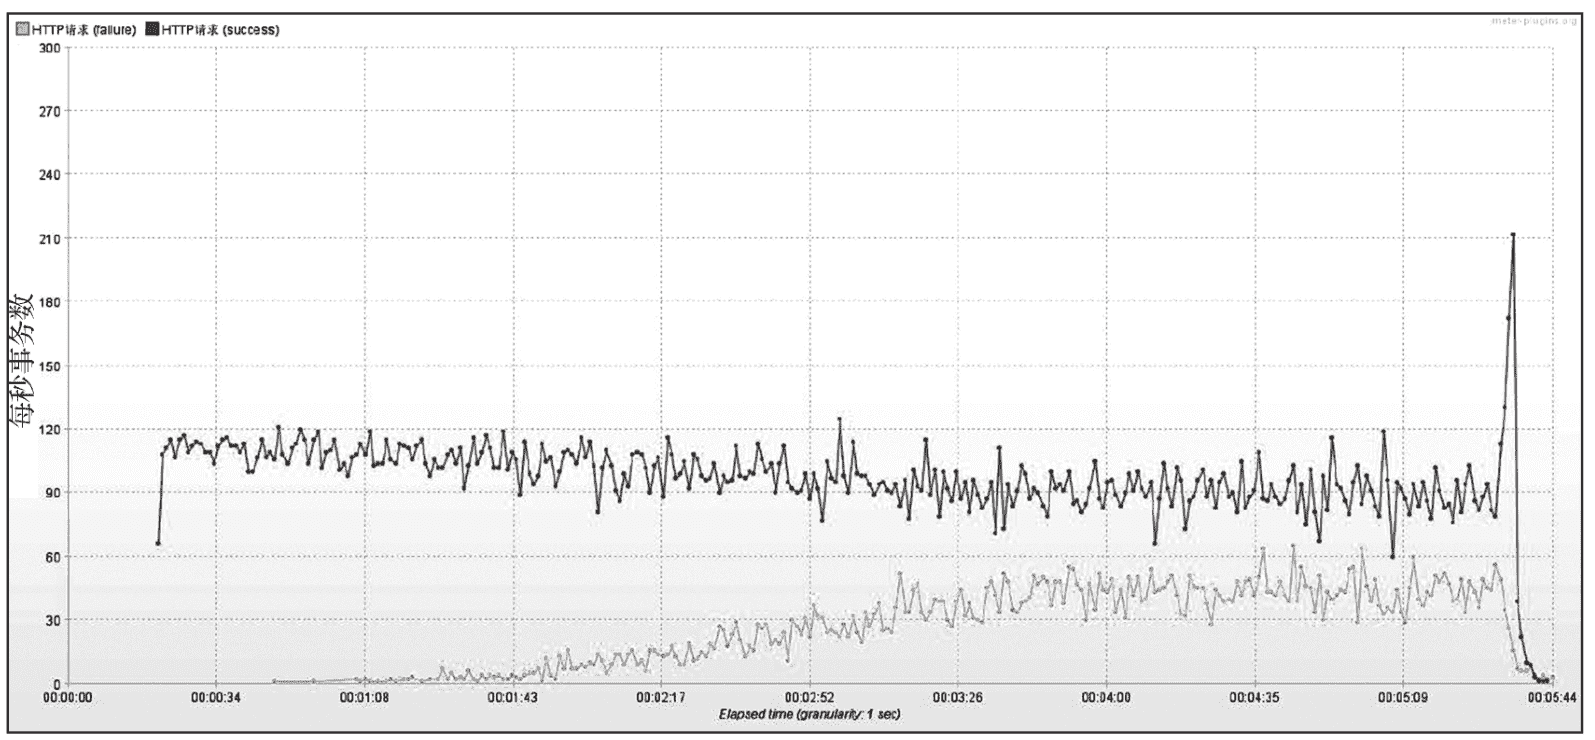 HTTP请求 (failure) HTTP请求 (success)
jmeter-plugins.org
300
270
240
210
180
150
120
90
60
30
0
每秒事务数
00:00:00 00:00:34 00:01:08 00:01:43 00:02:17 00:02:52 00:03:26 00:04:00 00:04:35 00:05:09 00:05:44
Elapsed time (granularity: 1 sec)